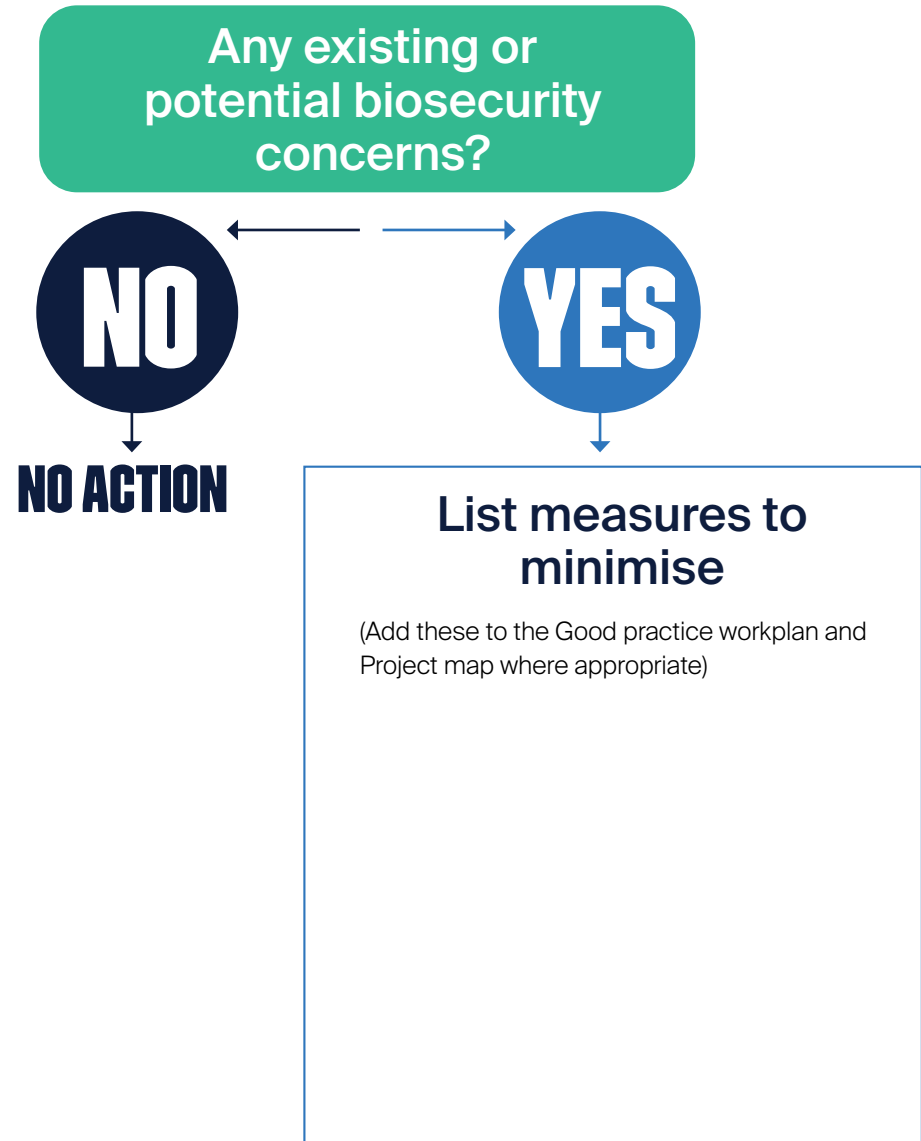 Any existing or
potential biosecurity
concerns?
NO
YES
NO ACTION
List measures to
minimise
(Add these to the Good practice workplan and
Project map where appropriate)